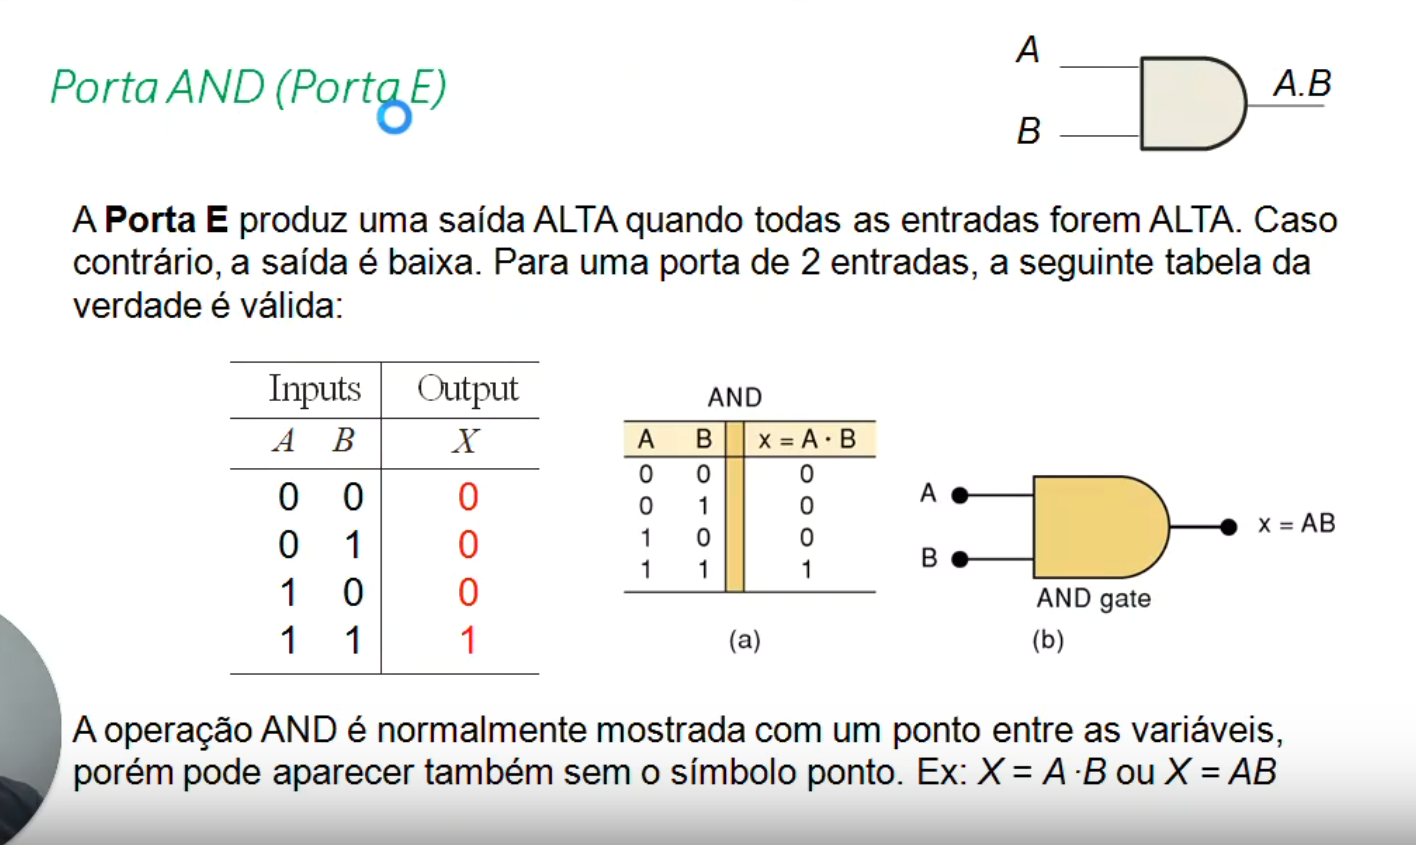 Porta AND (Porta E)
A
A.B
B
A Porta E produz uma saída ALTA quando todas as entradas forem ALTA. Caso
contrário, a saída é baixa. Para uma porta de 2 entradas, a seguinte tabela da
verdade é válida:
Inputs Output
A B X
0 0 0
0 1 0
1 0 0
1 1 1
AND
A B x = A · B
0 0 0
0 1 0
1 0 0
1 1 1
(a)
A
x = AB
B
AND gate
(b)
A operação AND é normalmente mostrada com um ponto entre as variáveis,
porém pode aparecer também sem o símbolo ponto. Ex: X = A ·B ou X = AB